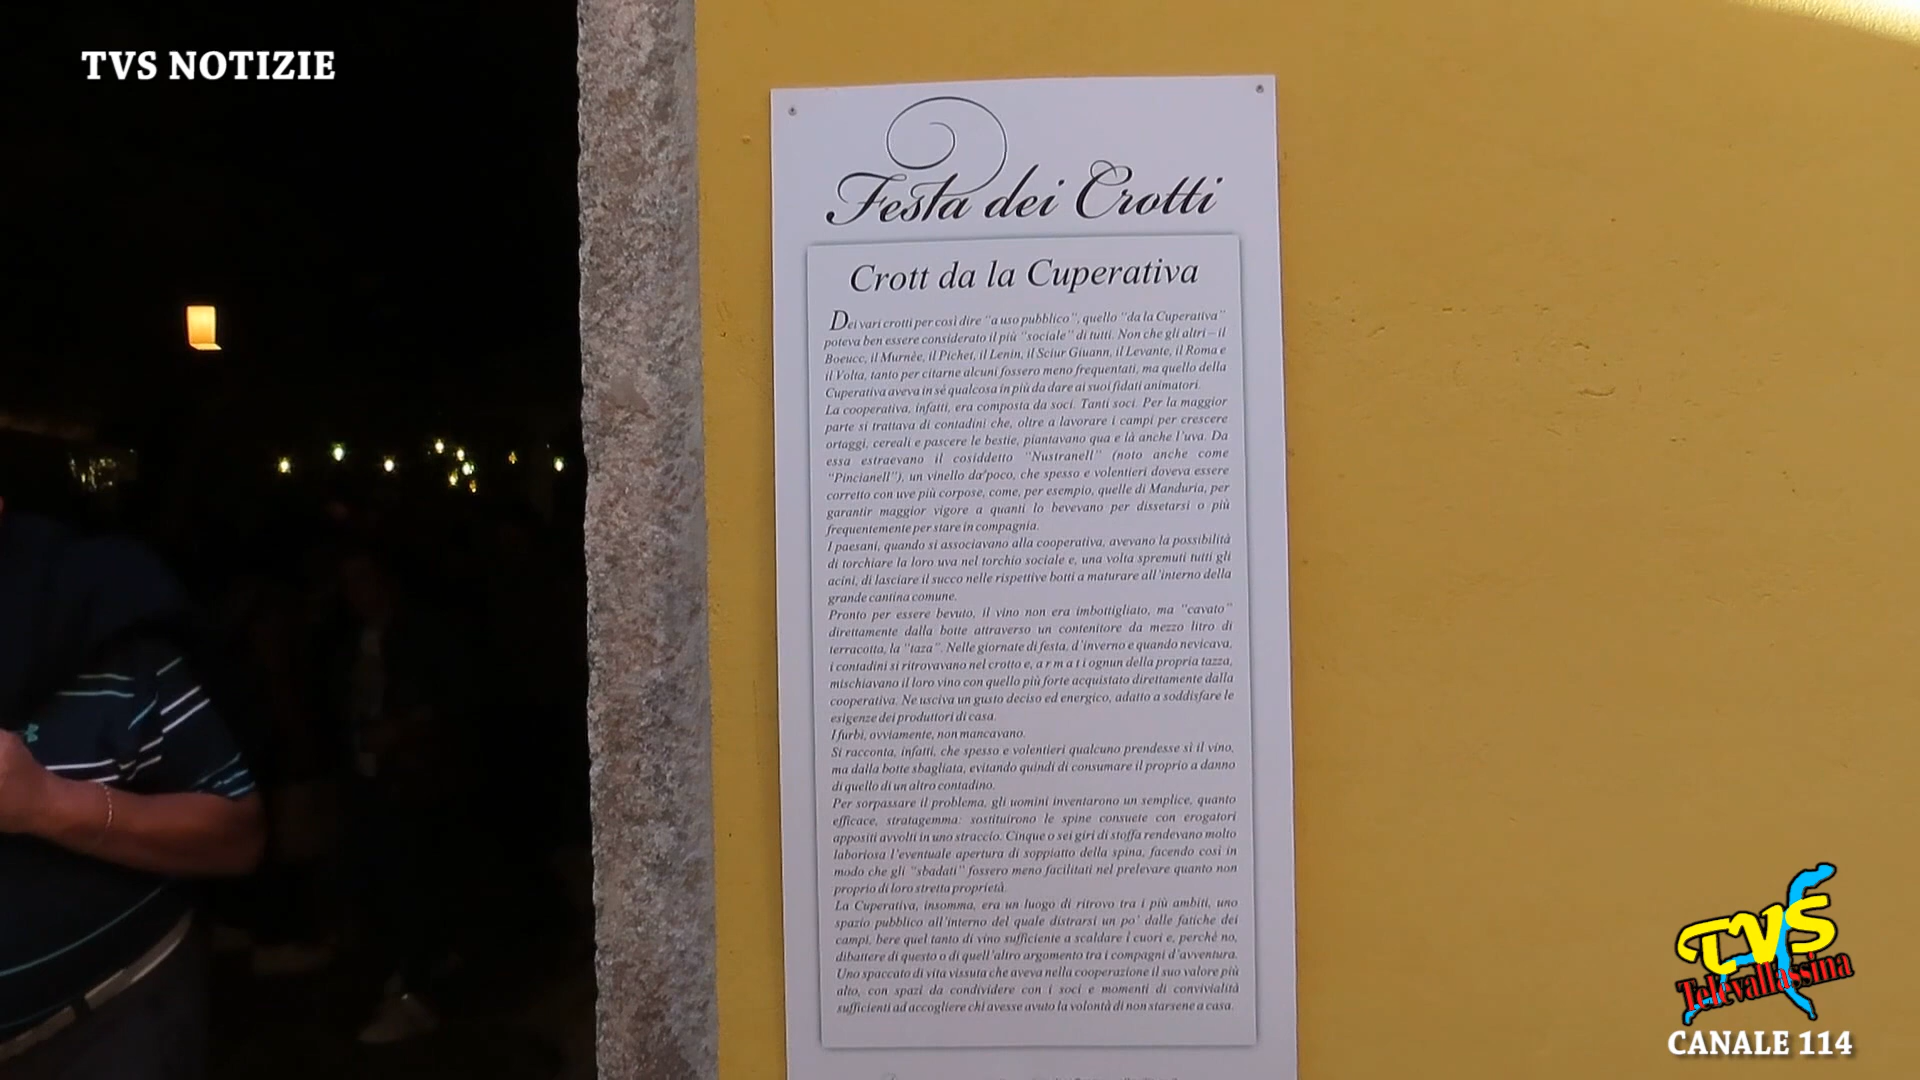 TVS NOTIZIE
Festa dei Crotti
Crott da la Cuperativa
Dei vari crotti per così dire "a uso pubblico", quello "da la Cuperativa"
poteva ben essere considerato il più "sociale" di tutti. Non che gli altri – il
Boeucc, il Murnèe, il Pichet, il Lenin, il Sciur Giuann, il Levante, il Roma e
il Volta, tanto per citarne alcuni fossero meno frequentati, ma quello della
Cuperativa aveva in sé qualcosa in più da dare ai suoi fidati animatori.
La cooperativa, infatti, era composta da soci. Tanti soci. Per la maggior
parte si trattava di contadini che, oltre a lavorare i campi per crescere
ortaggi, cereali e pascere le bestie, piantavano qua e là anche l'uva. Da
essa estraevano il cosiddetto "Nustranell" (noto anche come
"Pincianell"), un vinello da poco, che spesso e volentieri doveva essere
corretto con uve più corpose, come, per esempio, quelle di Manduria, per
garantir maggior vigore a quanti lo bevevano per dissetarsi o più
frequentemente per stare in compagnia.
I paesani, quando si associavano alla cooperativa, avevano la possibilità
di torchiare la loro uva nel torchio sociale e, una volta spremuti tutti gli
acini, di lasciare il succo nelle rispettive botti a maturare all'interno della
grande cantina comune.
Pronto per essere bevuto, il vino non era imbottigliato, ma "cavato"
direttamente dalla botte attraverso un contenitore da mezzo litro di
terracotta, la "taza". Nelle giornate di festa, d'inverno e quando nevicava,
i contadini si ritrovavano nel crotto e, a r m a t i ognun della propria tazza,
mischiavano il loro vino con quello più forte acquistato direttamente dalla
cooperativa. Ne usciva un gusto deciso ed energico, adatto a soddisfare le
esigenze dei produttori di casa.
I furbi, ovviamente, non mancavano.
Si racconta, infatti, che spesso e volentieri qualcuno prendesse sì il vino,
ma dalla botte sbagliata, evitando quindi di consumare il proprio a danno
di quello di un altro contadino.
Per sorpassare il problema, gli uomini inventarono un semplice, quanto
efficace, stratagemma: sostituirono le spine consuete con erogatori
appositi avvolti in uno straccio. Cinque o sei giri di stoffa rendevano molto
laboriosa l'eventuale apertura di soppiatto della spina, facendo così in
modo che gli "sbadati" fossero meno facilitati nel prelevare quanto non
proprio di loro stretta proprietà.
La Cuperativa, insomma, era un luogo di ritrovo tra i più ambiti, uno
spazio pubblico all'interno del quale distrarsi un po' dalle fatiche dei
campi, bere quel tanto di vino sufficiente a scaldare i cuori e, perchè no,
dibattere di questo o di quell'altro argomento tra i compagni d'avventura.
Uno spaccato di vita vissuta che aveva nella cooperazione il suo valore più
alto, con spazi da condividere con i soci e momenti di convivialità
sufficienti ad accogliere chi avesse avuto la volontà di non starsene a casa.
TVS
Televallassina
CANALE 114